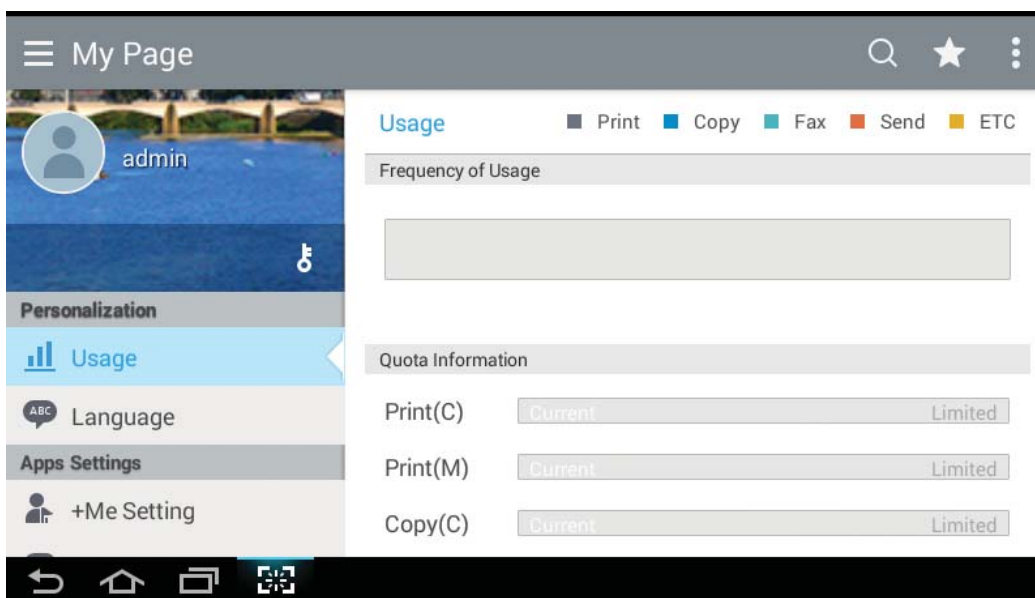 My Page
admin
Personalization
Usage
ABC
Language
Apps Settings
+Me Setting
Usage
Print Copy Fax Send ETC
Frequency of Usage
Quota Information
Print(C) Current Limited
Print(M) Current Limited
Copy(C) Current Limited